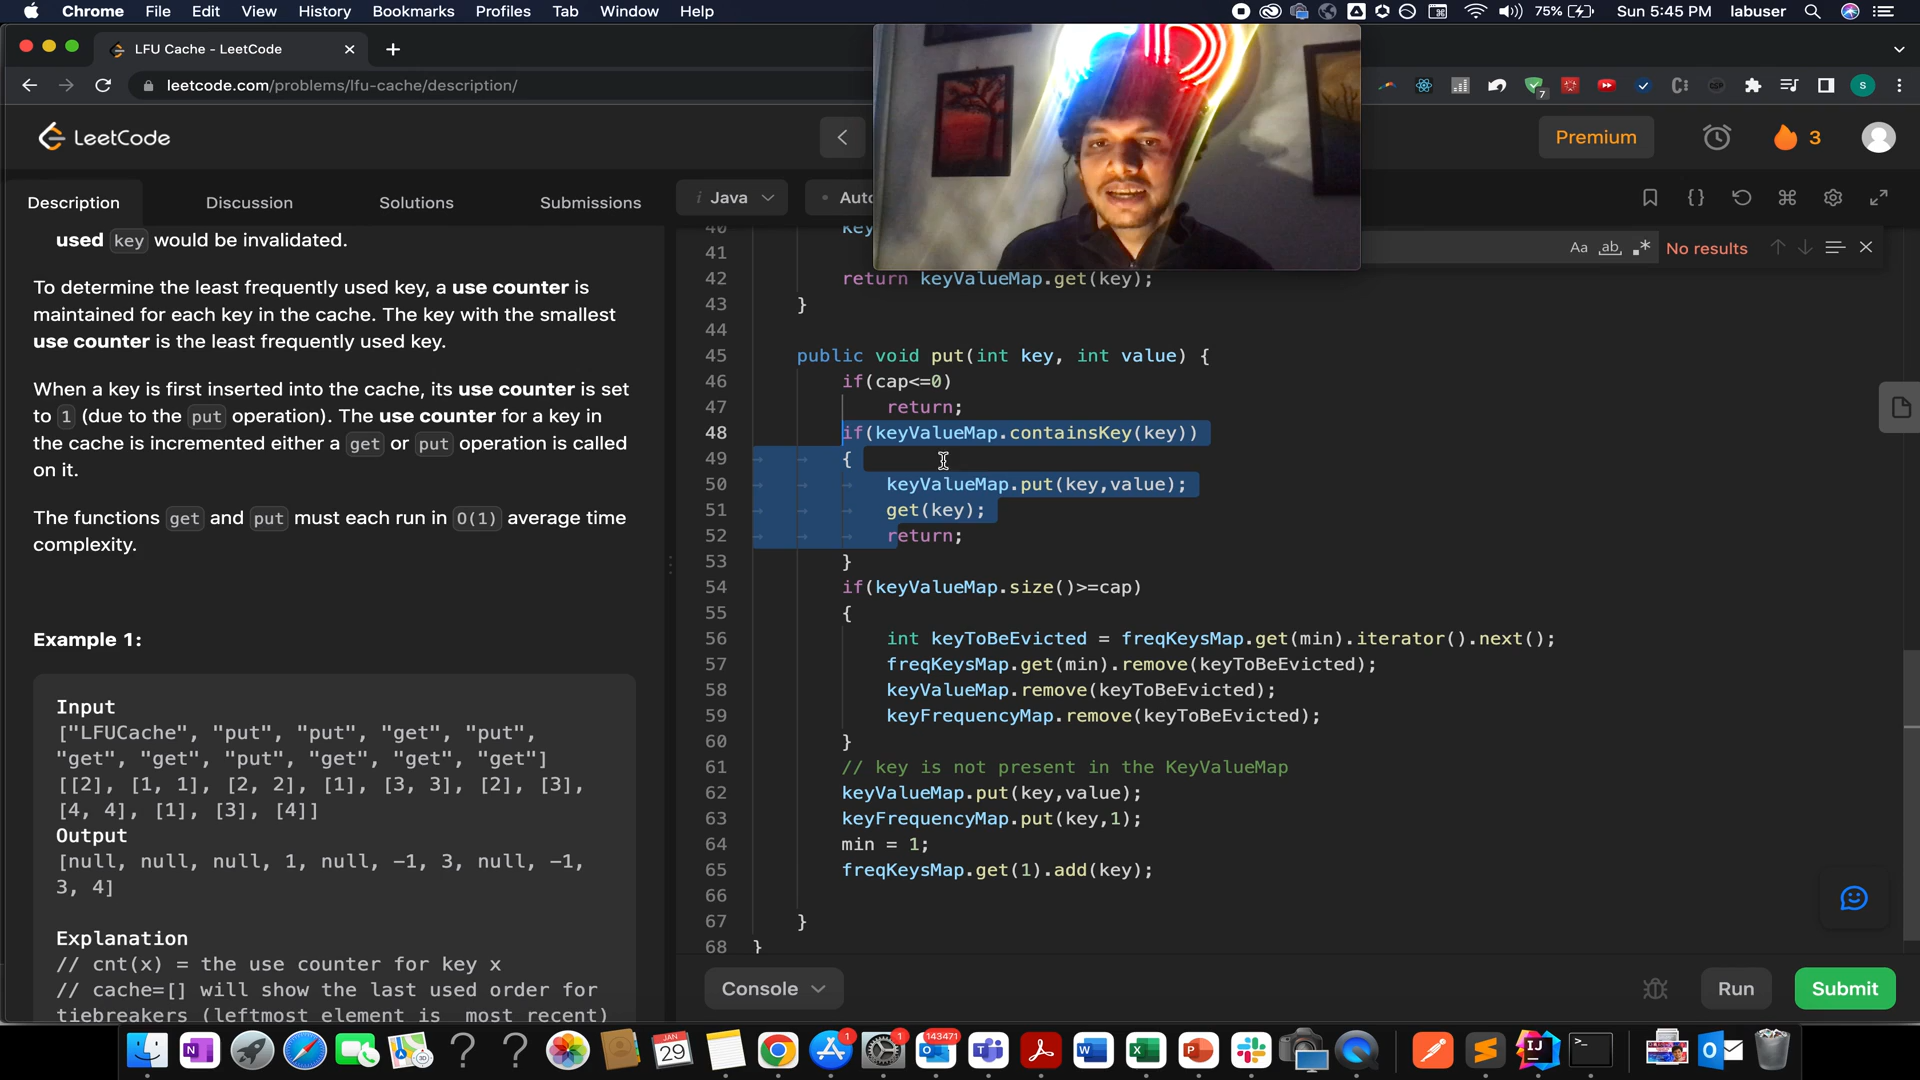 Chrome File Edit View History Bookmarks Profiles Tab Window Help 75% Sun 5:45 PM labuser
LFU Cache - LeetCode
leetcode.com/problems/lfu-cache/description/
7
S
LeetCode
Premium
3
Description Discussion Solutions Submissions
i Java
Auto
Aa ab. No results
used key would be invalidated.
To determine the least frequently used key, a use counter is
maintained for each key in the cache. The key with the smallest
use counter is the least frequently used key.
When a key is first inserted into the cache, its use counter is set
to 1 (due to the put operation). The use counter for a key in
the cache is incremented either a get or put operation is called
on it.
The functions get and put must each run in O(1) average time
complexity.
Example 1:
Input
["LFUCache", "put", "put", "get", "put",
"get", "get", "put", "get", "get", "get"]
[[2], [1, 1], [2, 2], [1], [3, 3], [2], [3],
[4, 4], [1], [3], [4]]
Output
[null, null, null, 1, null, -1, 3, null, -1,
3, 4]
Explanation
// cnt(x) = the use counter for key x
// cache=[] will show the last used order for
tiebreakers (leftmost element is  most recent)
40 key
41
42 return keyValueMap.get(key);
43 }
44
45 public void put(int key, int value) {
46 if(cap<=0)
47 return;
48 if(keyValueMap.containsKey(key))
49 {
50 keyValueMap.put(key,value);
51 get(key);
52 return;
53 }
54 if(keyValueMap.size()>=cap)
55 {
56 int keyToBeEvicted = freqKeysMap.get(min).iterator().next();
57 freqKeysMap.get(min).remove(keyToBeEvicted);
58 keyValueMap.remove(keyToBeEvicted);
59 keyFrequencyMap.remove(keyToBeEvicted);
60 }
61 // key is not present in the KeyValueMap
62 keyValueMap.put(key,value);
63 keyFrequencyMap.put(key,1);
64 min = 1;
65 freqKeysMap.get(1).add(key);
66
67 }
68 }
Console
Run
Submit
JAN
29
1
1
143471